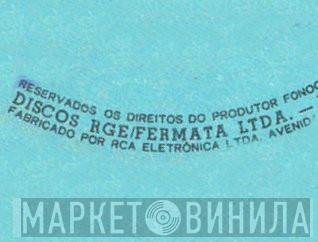 RESERVADOS OS DIREITOS DO PRODUTOR FONOG
DISCOS RGE/FERMATA LTDA. —
FABRICADO POR RCA ELETRÔNICA LTDA. AVENID
МАРКЕТ ВИНИЛА